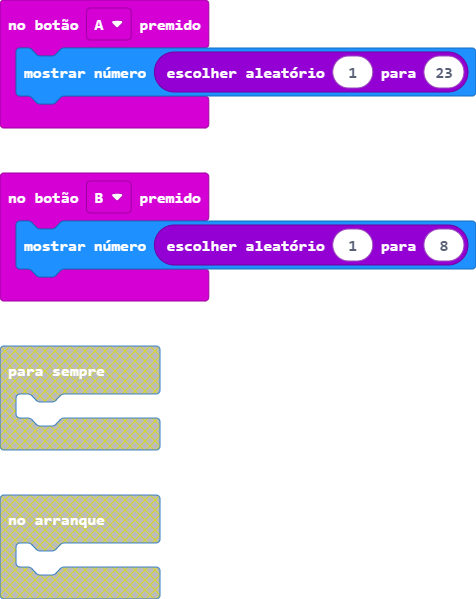 no botão A premido
mostrar número escolher aleatório 1 para 23
no botão B premido
mostrar número escolher aleatório 1 para 8
para sempre
no arranque